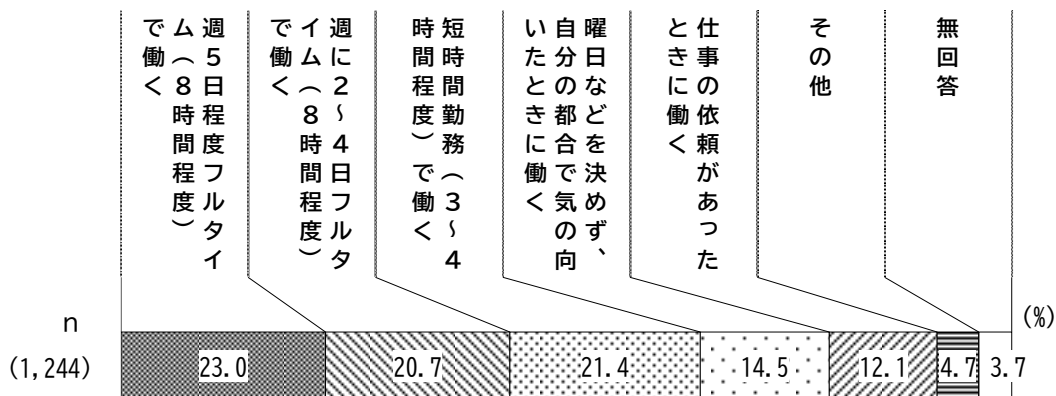 週5日程度フルタイ
ム(8時間程度)
で働く
週に2~4日フルタ
イム(8時間程度)
で働く
短時間勤務(3~4
時間程度)で働く
曜日などを決めず、
自分の都合で気の向
いたときに働く
仕事の依頼があった
ときに働く
その他
無回答
n
(%)
(1,244)
23.0
20.7
21.4
14.5
12.1
4.7
3.7